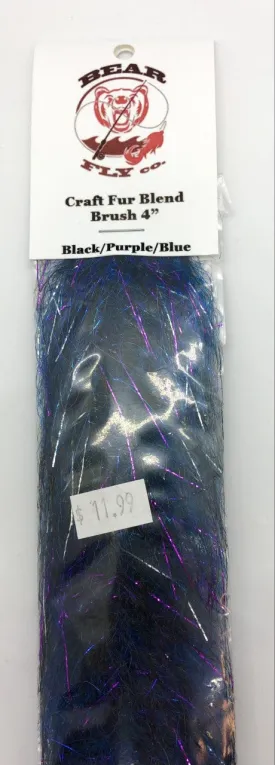 BEAR
FLY CO.
Craft Fur Blend
Brush 4”
Black/Purple/Blue
$ 11.99